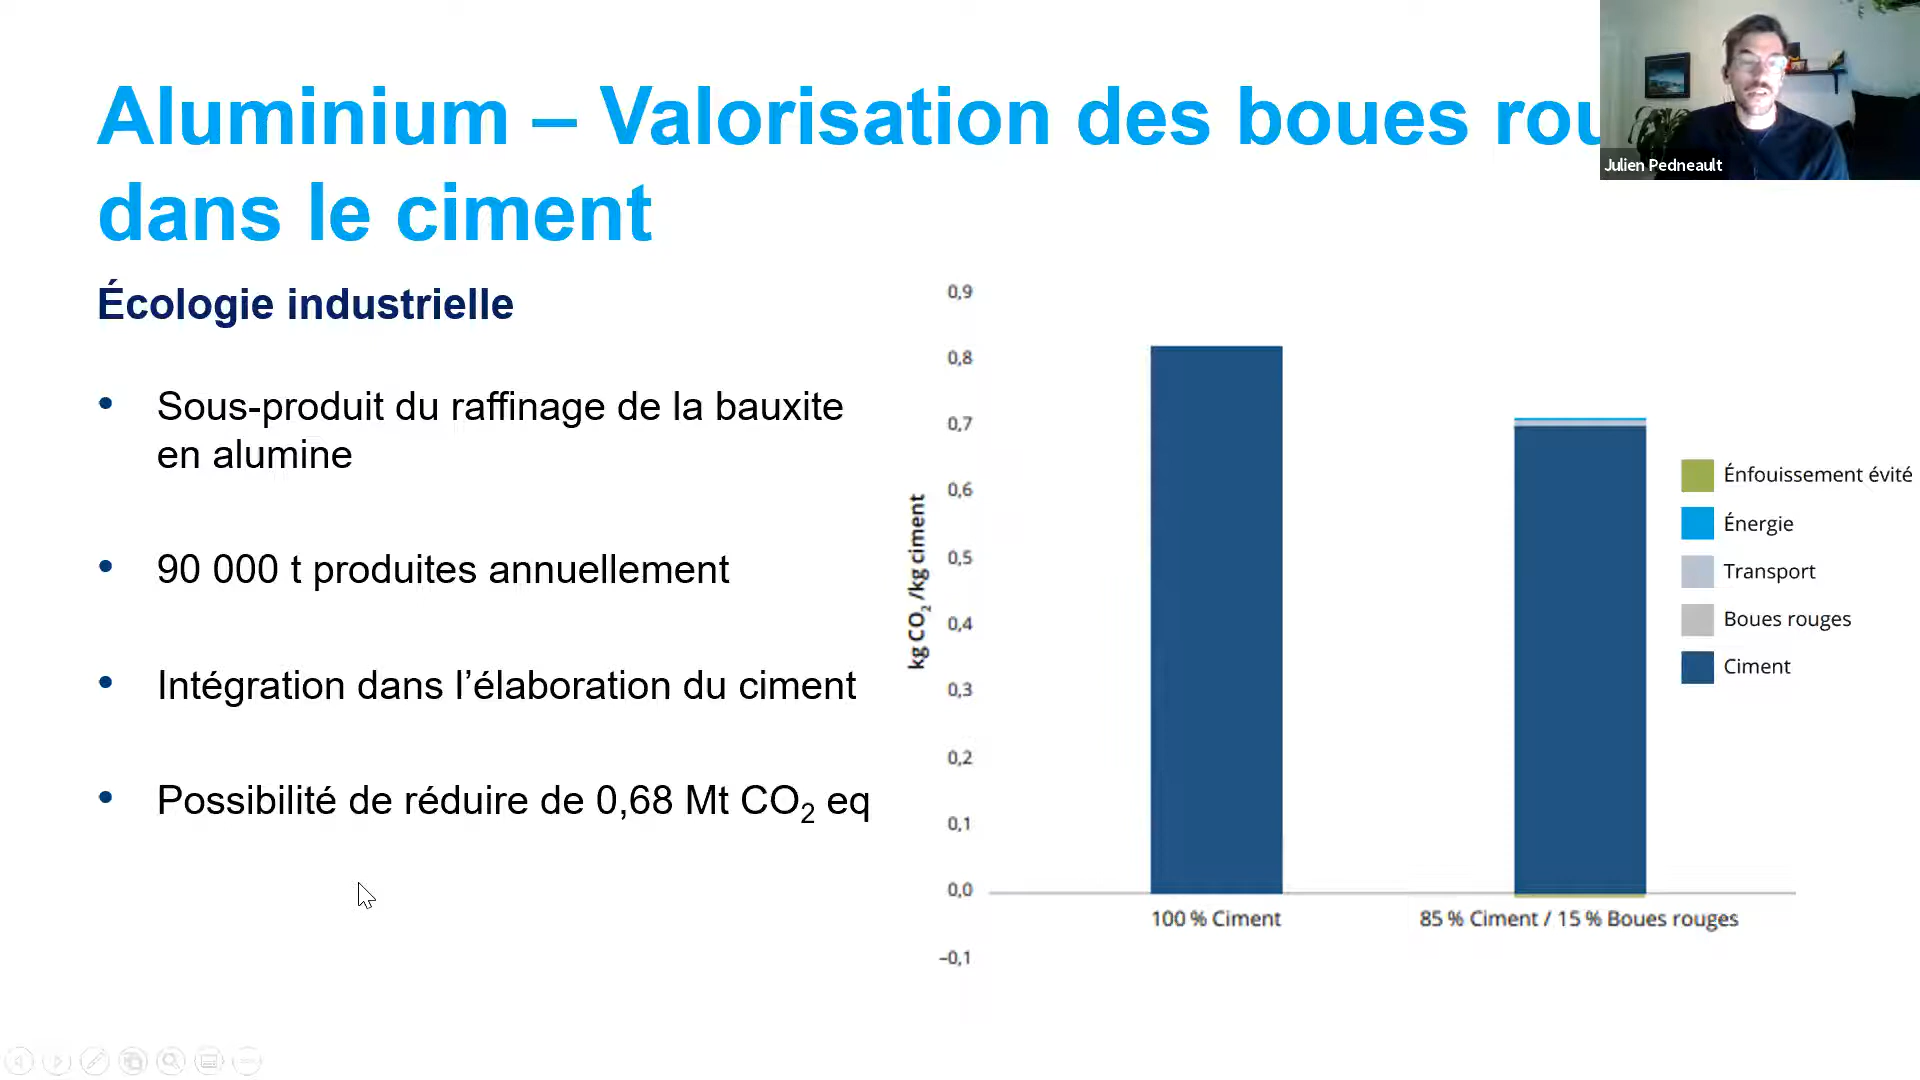 Aluminium – Valorisation des boues rou
dans le ciment
Julien Pedneault
Écologie industrielle
• Sous-produit du raffinage de la bauxite
en alumine
• 90 000 t produites annuellement
• Intégration dans l’élaboration du ciment
• Possibilité de réduire de 0,68 Mt CO₂ eq
kg CO₂/kg ciment
0,9
0,8
0,7
0,6
0,5
0,4
0,3
0,2
0,1
0,0
–0,1
100 % Ciment
85 % Ciment / 15 % Boues rouges
Énfouissement évité
Énergie
Transport
Boues rouges
Ciment